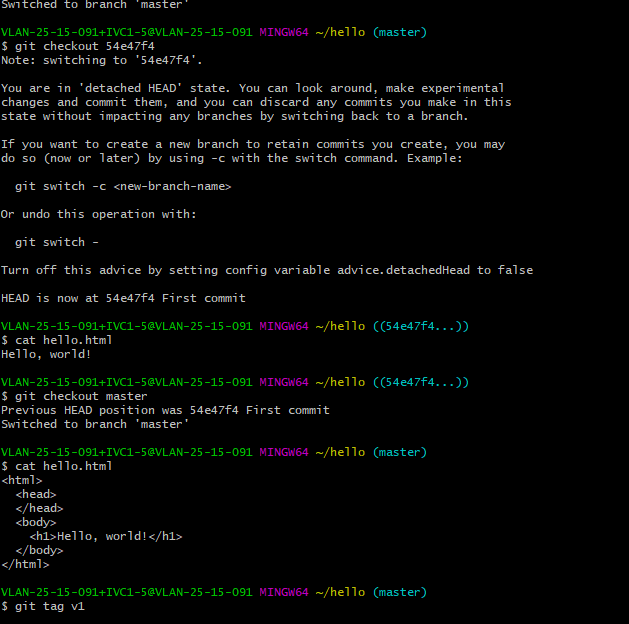 Switched to branch 'master'
VLAN-25-15-091+IVC1-5@VLAN-25-15-091 MINGW64 ~/hello (master)
$ git checkout 54e47f4
Note: switching to '54e47f4'.
You are in 'detached HEAD' state. You can look around, make experimental
changes and commit them, and you can discard any commits you make in this
state without impacting any branches by switching back to a branch.
If you want to create a new branch to retain commits you create, you may
do so (now or later) by using -c with the switch command. Example:
  git switch -c <new-branch-name>
Or undo this operation with:
  git switch -
Turn off this advice by setting config variable advice.detachedHead to false
HEAD is now at 54e47f4 First commit
VLAN-25-15-091+IVC1-5@VLAN-25-15-091 MINGW64 ~/hello ((54e47f4...))
$ cat hello.html
Hello, world!
VLAN-25-15-091+IVC1-5@VLAN-25-15-091 MINGW64 ~/hello ((54e47f4...))
$ git checkout master
Previous HEAD position was 54e47f4 First commit
Switched to branch 'master'
VLAN-25-15-091+IVC1-5@VLAN-25-15-091 MINGW64 ~/hello (master)
$ cat hello.html
<html>
  <head>
  </head>
  <body>
    <h1>Hello, world!</h1>
  </body>
</html>
VLAN-25-15-091+IVC1-5@VLAN-25-15-091 MINGW64 ~/hello (master)
$ git tag v1